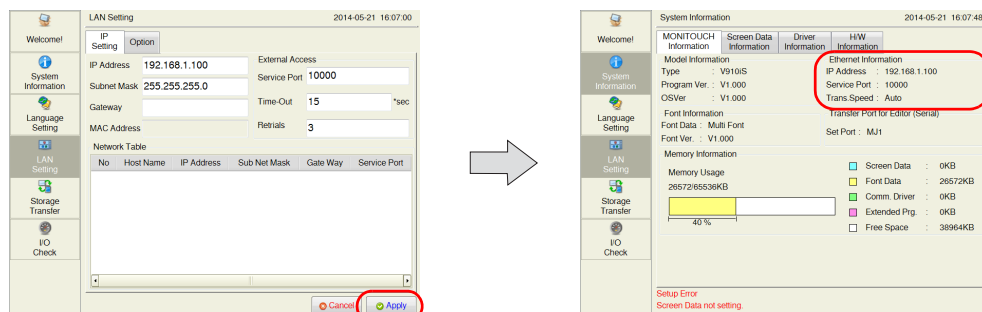 LAN Setting 2014-05-21 16:07:00
Welcome!
System
Information
Language
Setting
LAN
Setting
Storage
Transfer
I/O
Check
IP
Setting
Option
IP Address 192.168.1.100
Subnet Mask 255.255.255.0
Gateway
MAC Address
External Access
Service Port 10000
Time-Out 15 *sec
Retrials 3
Network Table
No Host Name IP Address Sub Net Mask Gate Way Service Port
Cancel Apply
System Information 2014-05-21 16:07:48
Welcome!
System
Information
Language
Setting
LAN
Setting
Storage
Transfer
I/O
Check
MONITOUCH
Information
Screen Data
Information
Driver
Information
H/W
Information
Model Information
Type : V910iS
Program Ver. : V1.000
OSVer : V1.000
Ethernet Information
IP Address : 192.168.1.100
Service Port : 10000
Trans.Speed : Auto
Font Information
Font Data : Multi Font
Font Ver. : V1.000
Transfer Port for Editor (Serial)
Set Port : MJ1
Memory Information
Memory Usage
26572/65536KB
40 %
Screen Data : 0KB
Font Data : 26572KB
Comm. Driver : 0KB
Extended Prg. : 0KB
Free Space : 38964KB
Setup Error
Screen Data not setting.